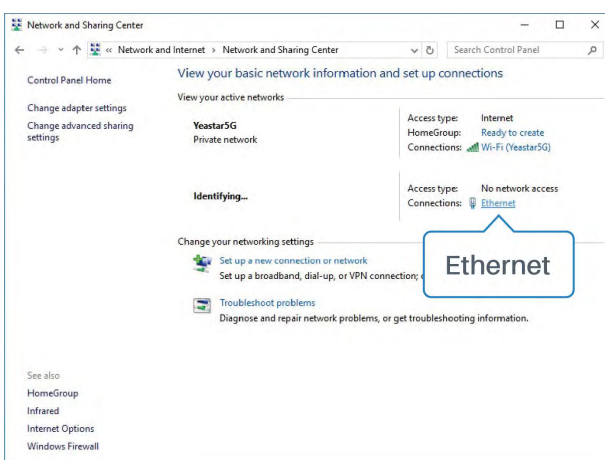 Network and Sharing Center
« Network and Internet › Network and Sharing Center
Search Control Panel
Control Panel Home
Change adapter settings
Change advanced sharing
settings
View your basic network information and set up connections
View your active networks
Yeastar5G
Private network
Access type: Internet
HomeGroup: Ready to create
Connections: Wi-Fi (Yeastar5G)
Identifying...
Access type: No network access
Connections: Ethernet
Ethernet
Change your networking settings
Set up a new connection or network
Set up a broadband, dial-up, or VPN connection;
Troubleshoot problems
Diagnose and repair network problems, or get troubleshooting information.
See also
HomeGroup
Infrared
Internet Options
Windows Firewall